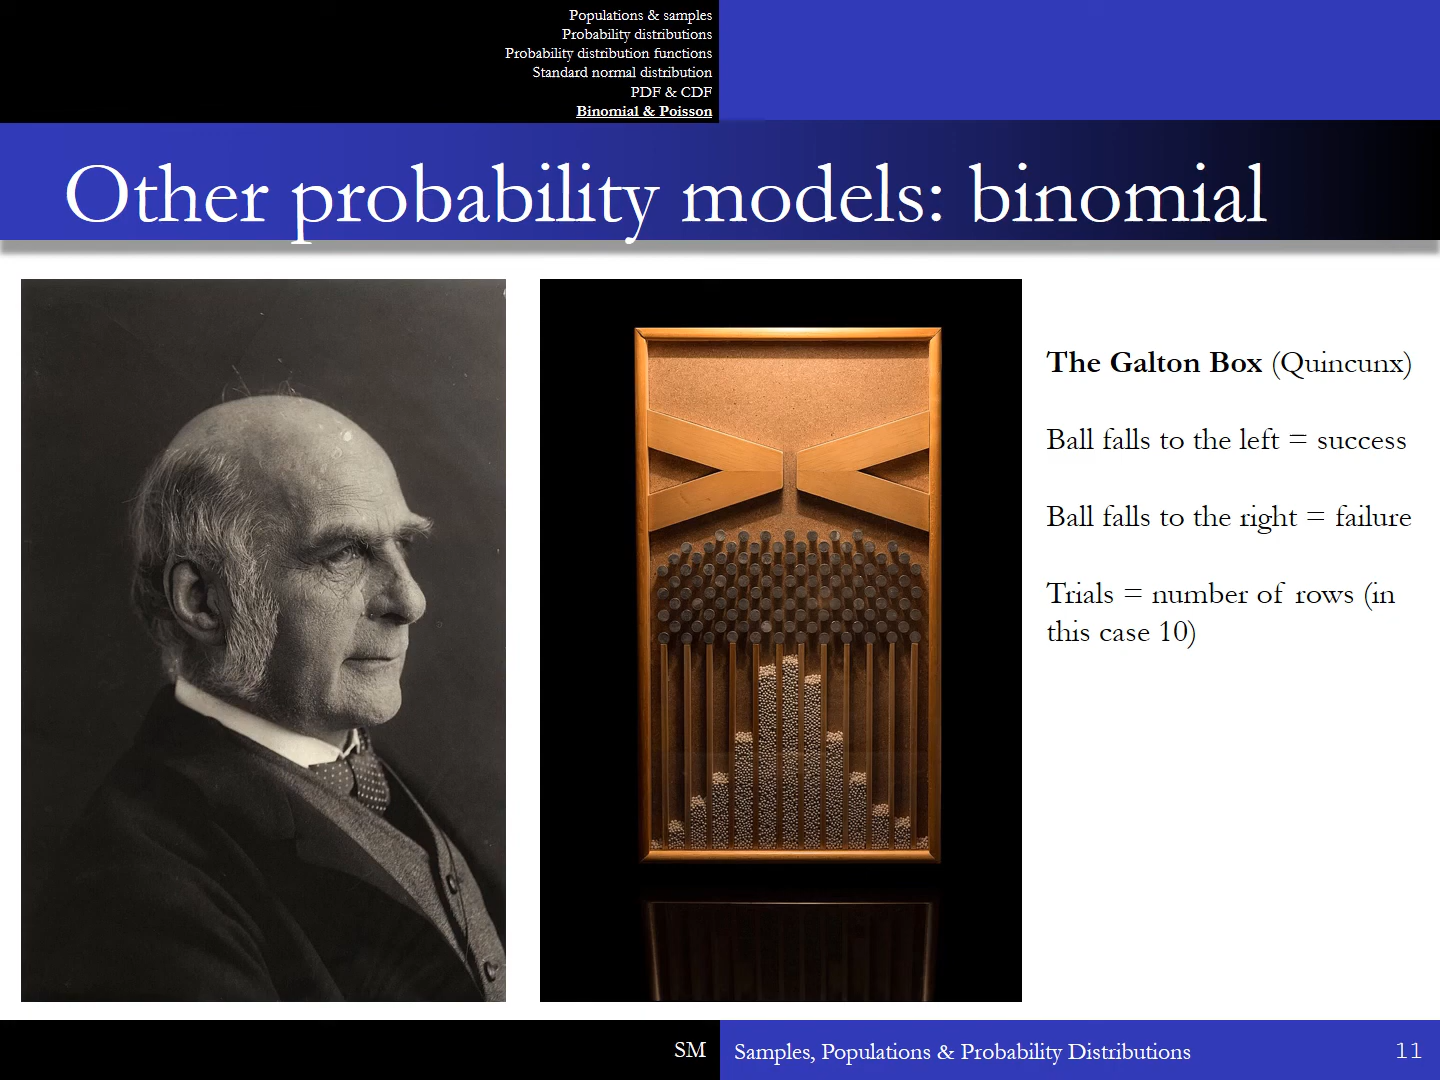 Populations & samples
Probability distributions
Probability distribution functions
Standard normal distribution
PDF & CDF
Binomial & Poisson
Other probability models: binomial
The Galton Box (Quincunx)
Ball falls to the left = success
Ball falls to the right = failure
Trials = number of rows (in
this case 10)
SM
Samples, Populations & Probability Distributions
11